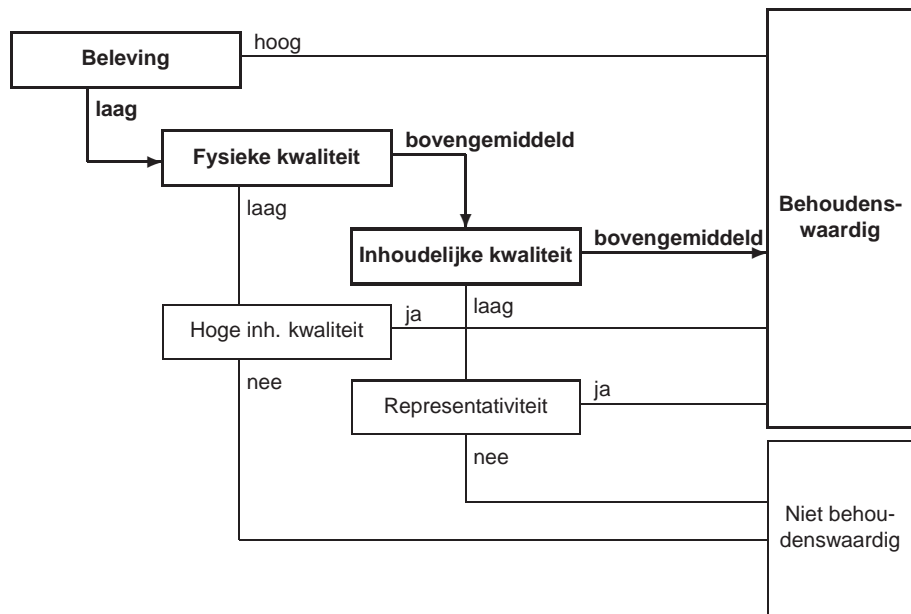 hoog
Beleving
laag
bovengemiddeld
Fysieke kwaliteit
laag
Behoudens-
waardig
bovengemiddeld
Inhoudelijke kwaliteit
laag
ja
Hoge inh. kwaliteit
nee
ja
Representativiteit
nee
Niet behou-
denswaardig